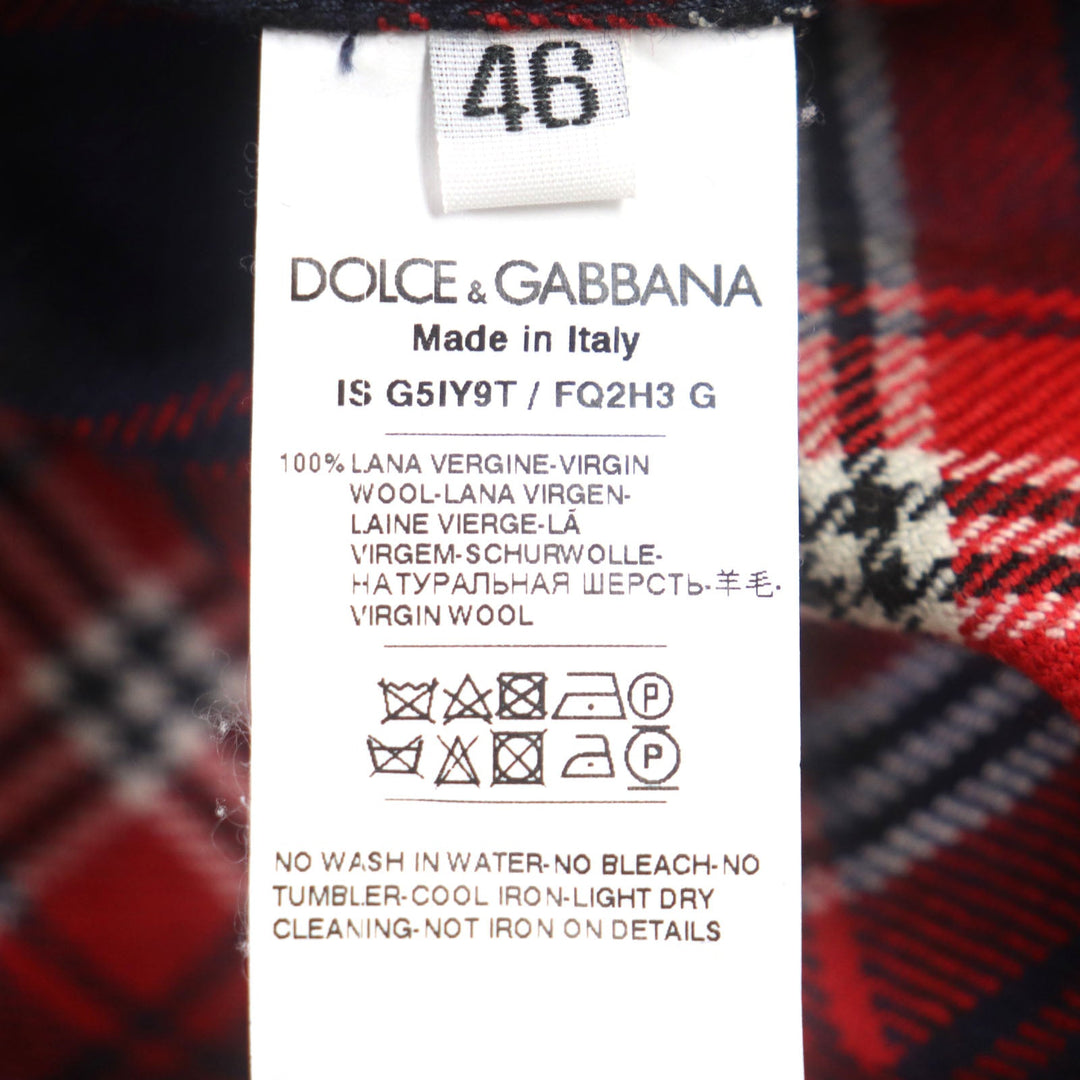 46
DOLCE & GABBANA
Made in Italy
IS G5IY9T / FQ2H3 G
100% LANA VERGINE-VIRGIN
WOOL-LANA VIRGEN-
LAINE VIERGE-LÃ
VIRGEM-SCHURWOLLE-
НАТУРАЛЬНАЯ ШЕРСТЬ-羊毛-
VIRGIN WOOL
P
P
NO WASH IN WATER-NO BLEACH-NO
TUMBLER-COOL IRON-LIGHT DRY
CLEANING-NOT IRON ON DETAILS